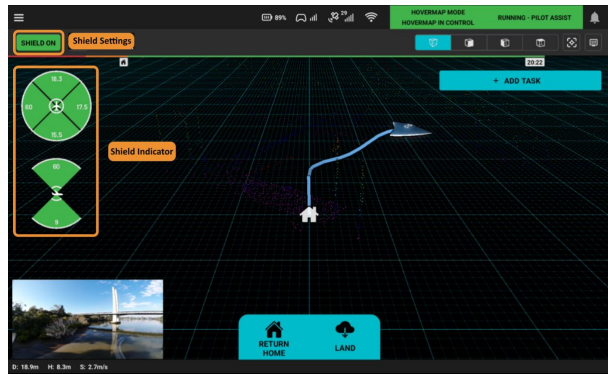 89%
29
HOVERMAP MODE
HOVERMAP IN CONTROL
RUNNING - PILOT ASSIST
SHIELD ON
Shield Settings
20:22
+ ADD TASK
18.3
60
17.5
15.5
Shield Indicator
60
9
RETURN
HOME
LAND
D: 18.9m H: 8.3m S: 2.7m/s